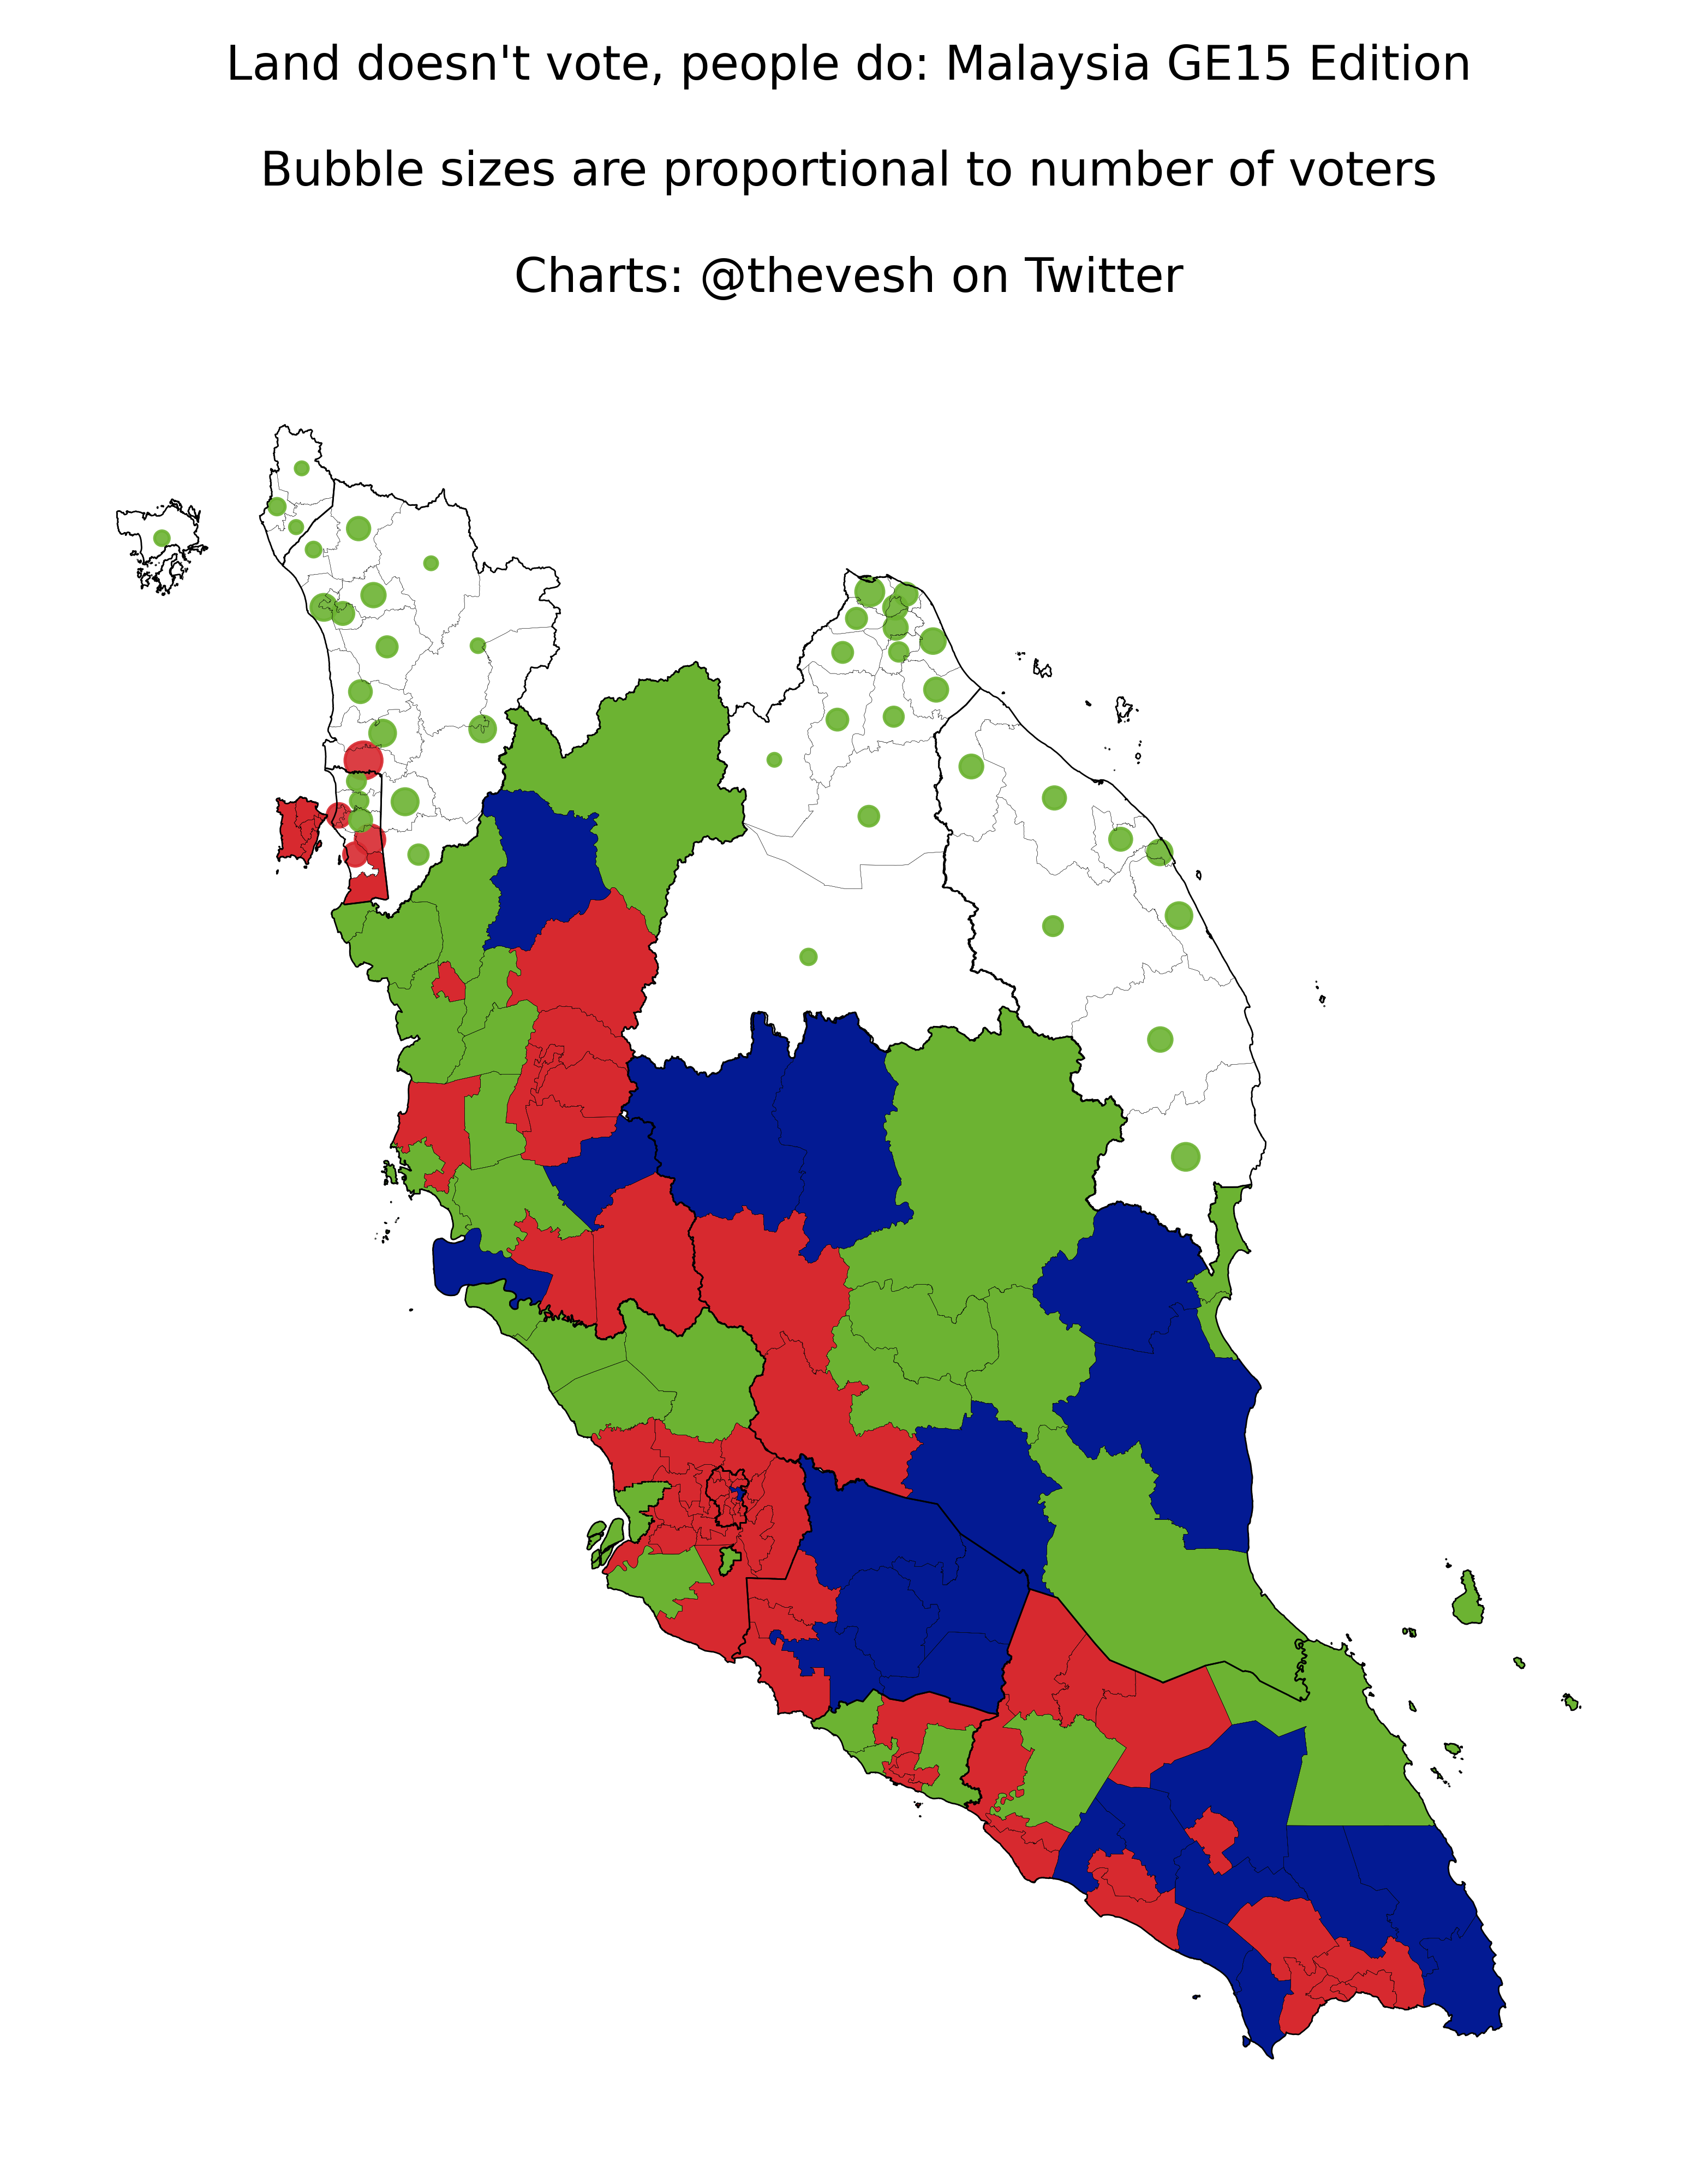 Land doesn't vote, people do: Malaysia GE15 Edition
Bubble sizes are proportional to number of voters
Charts: @thevesh on Twitter